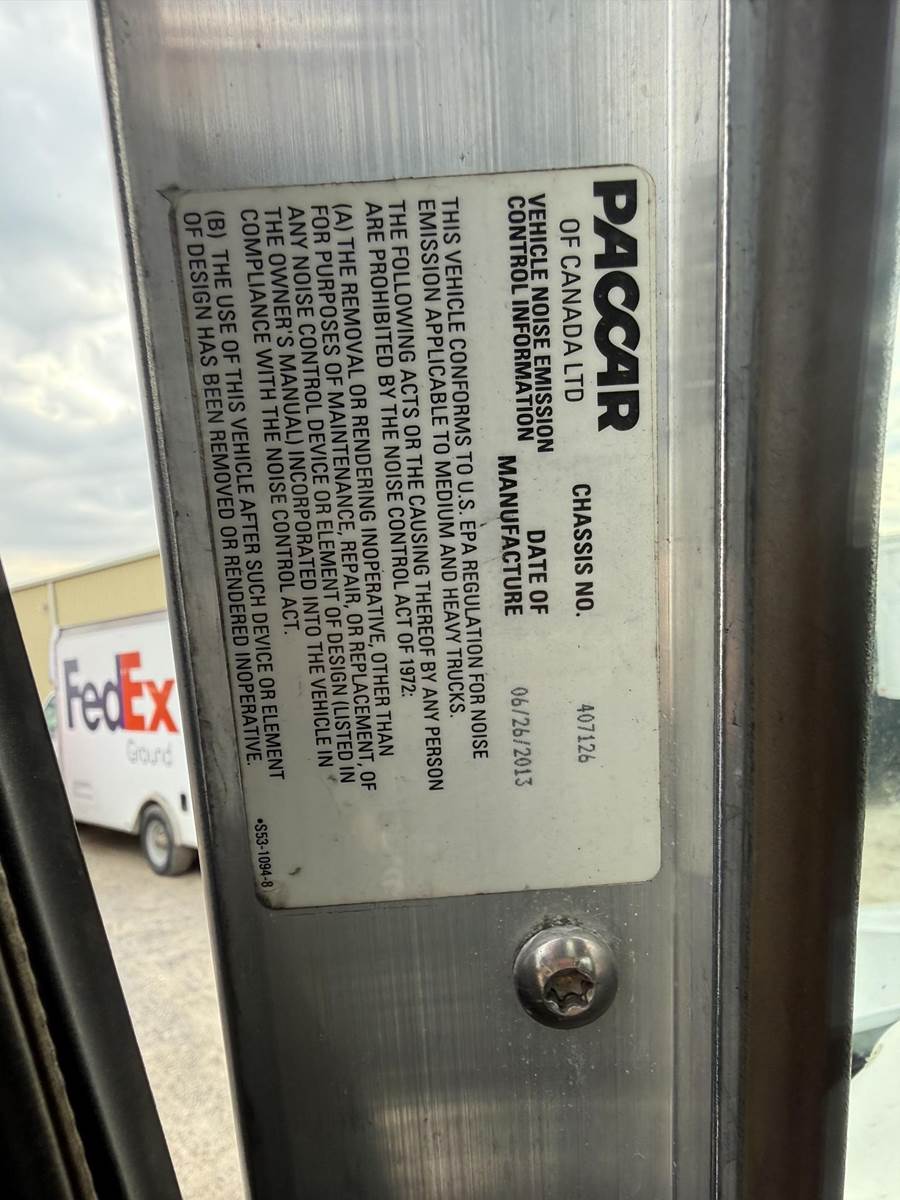 PACCAR
OF CANADA LTD
CHASSIS NO. 407126
VEHICLE NOISE EMISSION
CONTROL INFORMATION
DATE OF
MANUFACTURE
06/26/2013
THIS VEHICLE CONFORMS TO U.S. EPA REGULATION FOR NOISE
EMISSION APPLICABLE TO MEDIUM AND HEAVY TRUCKS.
THE FOLLOWING ACTS OR THE CAUSING THEREOF BY ANY PERSON
ARE PROHIBITED BY THE NOISE CONTROL ACT OF 1972:
(A) THE REMOVAL OR RENDERING INOPERATIVE, OTHER THAN
FOR PURPOSES OF MAINTENANCE, REPAIR, OR REPLACEMENT, OF
ANY NOISE CONTROL DEVICE OR ELEMENT OF DESIGN (LISTED IN
THE OWNER'S MANUAL) INCORPORATED INTO THE VEHICLE IN
COMPLIANCE WITH THE NOISE CONTROL ACT.
(B) THE USE OF THIS VEHICLE AFTER SUCH DEVICE OR ELEMENT
OF DESIGN HAS BEEN REMOVED OR RENDERED INOPERATIVE.
•S53-1094-8
FedEx
Ground